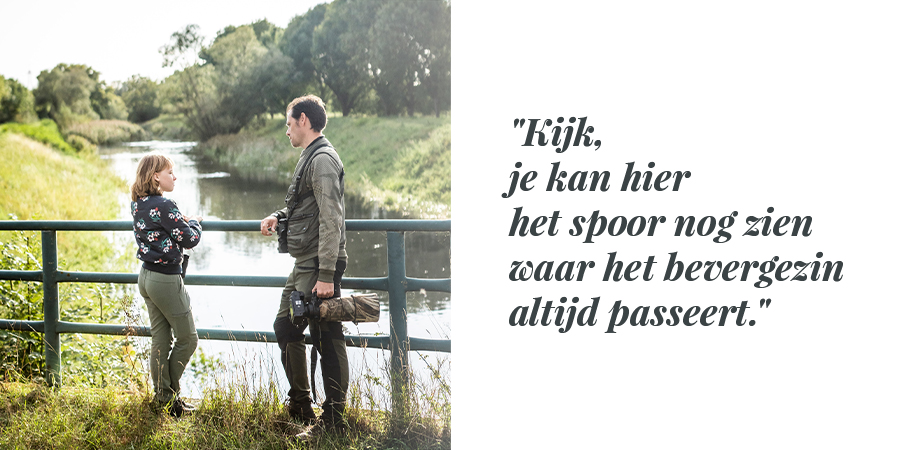 "Kijk,
je kan hier
het spoor nog zien
waar het bevergezin
altijd passeert."